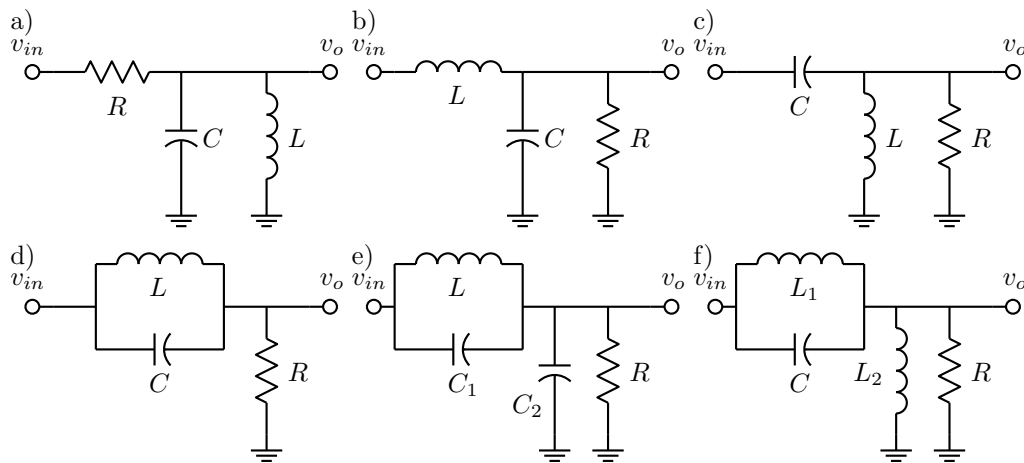 a)
v_in
v_o
R
C
L
b)
v_in
v_o
L
C
R
c)
v_in
v_o
C
L
R
d)
v_in
v_o
L
C
R
e)
v_in
v_o
L
C_1
C_2
R
f)
v_in
v_o
L_1
C
L_2
R